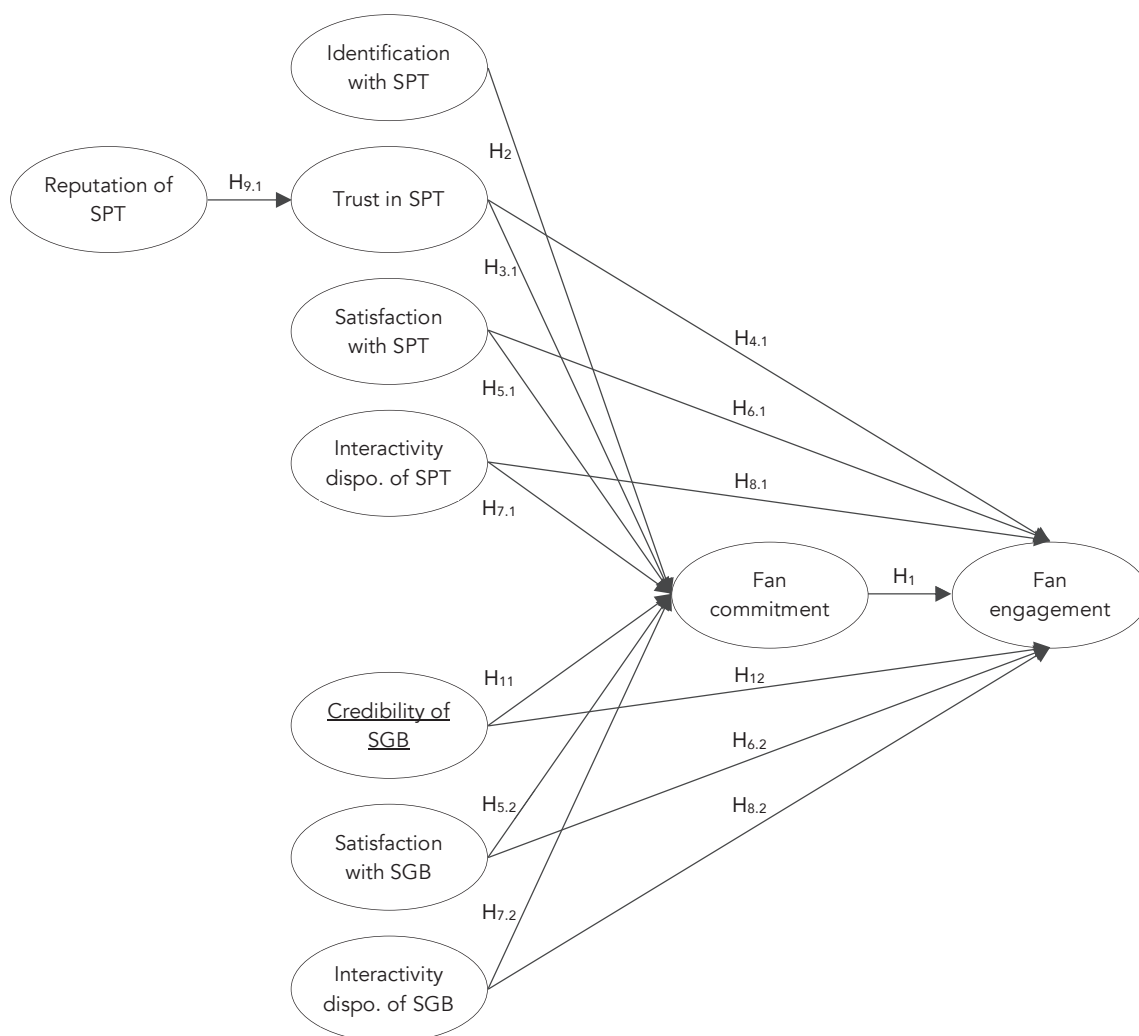 Identification
with SPT
H2
Reputation of
SPT
H9.1
Trust in SPT
H3.1
Satisfaction
with SPT
H4.1
H5.1
H6.1
Interactivity
dispo. of SPT
H8.1
H7.1
Fan
commitment
H1
Fan
engagement
H11
H12
Credibility of
SGB
H6.2
H5.2
H8.2
Satisfaction
with SGB
H7.2
Interactivity
dispo. of SGB